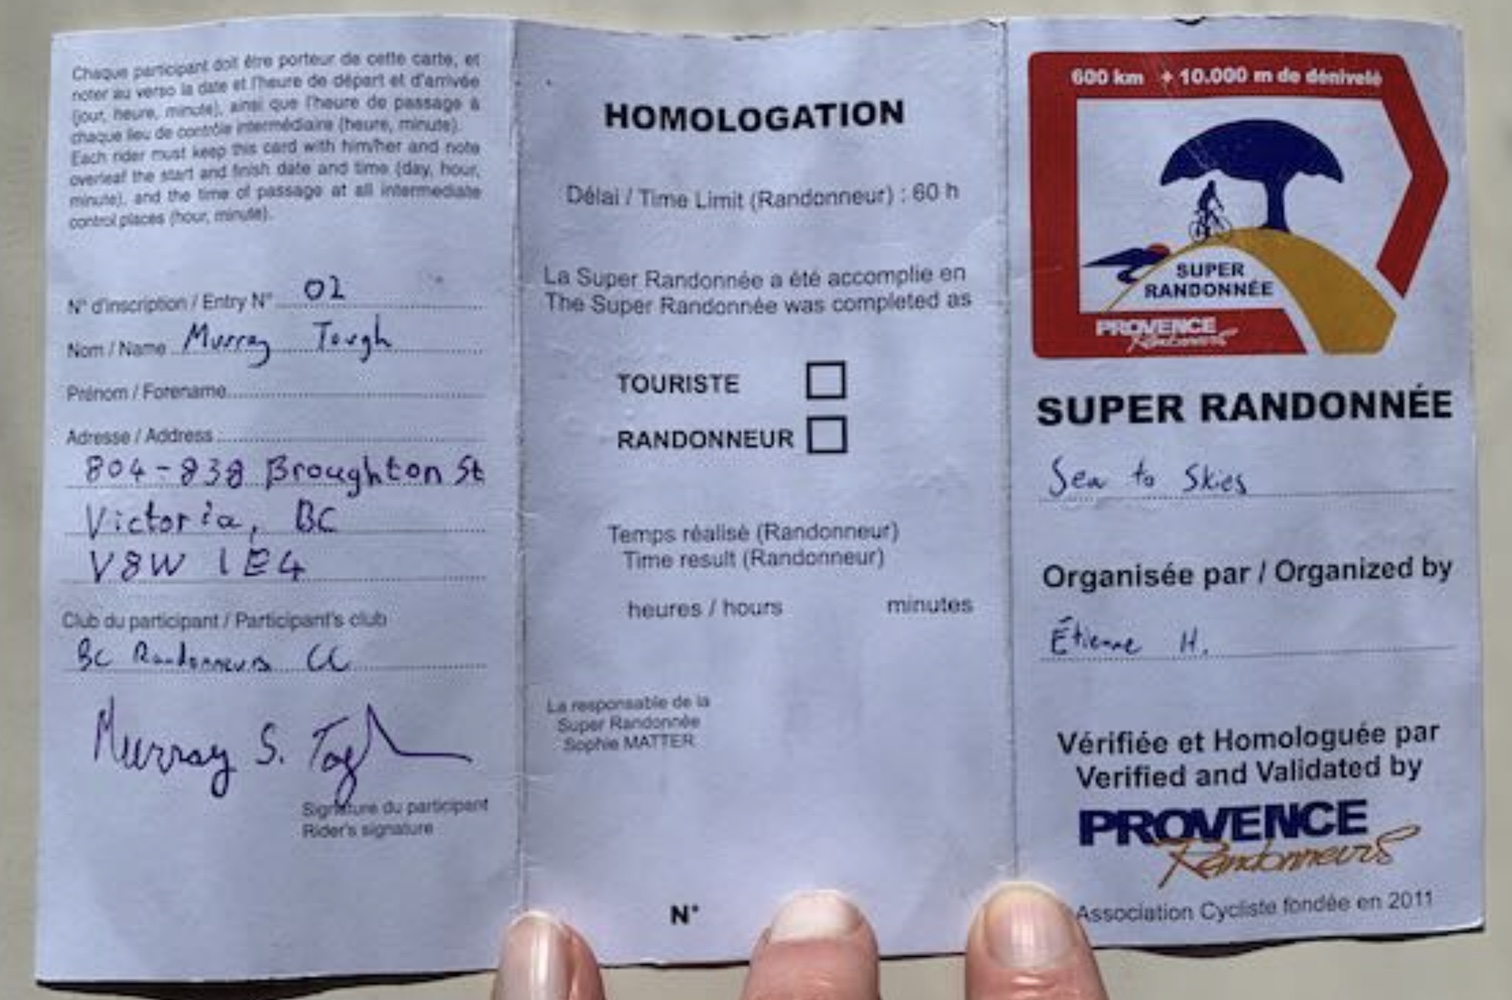 Chaque participant doit être porteur de cette carte, et
noter au verso la date et l'heure de départ et d'arrivée
(jour, heure, minute), ainsi que l'heure de passage à
chaque lieu de contrôle intermédiaire (heure, minute).
Each rider must keep this card with him/her and note
overleaf the start and finish date and time (day, hour,
minute), and the time of passage at all intermediate
control places (hour, minute).
N° d'inscription / Entry N° 02
Nom / Name Murray Tough
Prénom / Forename
Adresse / Address
804-838 Broughton St
Victoria, BC
V8W 1E4
Club du participant / Participant's club
BC Randonneurs CC
Murray S. Tough
Signature du participant
Rider's signature
HOMOLOGATION
Délai / Time Limit (Randonneur) : 60 h
La Super Randonnée a été accomplie en
The Super Randonnée was completed as
TOURISTE
RANDONNEUR
Temps réalisé (Randonneur)
Time result (Randonneur)
heures / hours minutes
La responsable de la
Super Randonnée
Sophie MATTER
N°
600 km + 10.000 m de dénivelé
SUPER
RANDONNÉE
PROVENCE
Randonneurs
SUPER RANDONNÉE
Sea to Skies
Organisée par / Organized by
Étienne H.
Vérifiée et Homologuée par
Verified and Validated by
PROVENCE
Randonneurs
Association Cycliste fondée en 2011